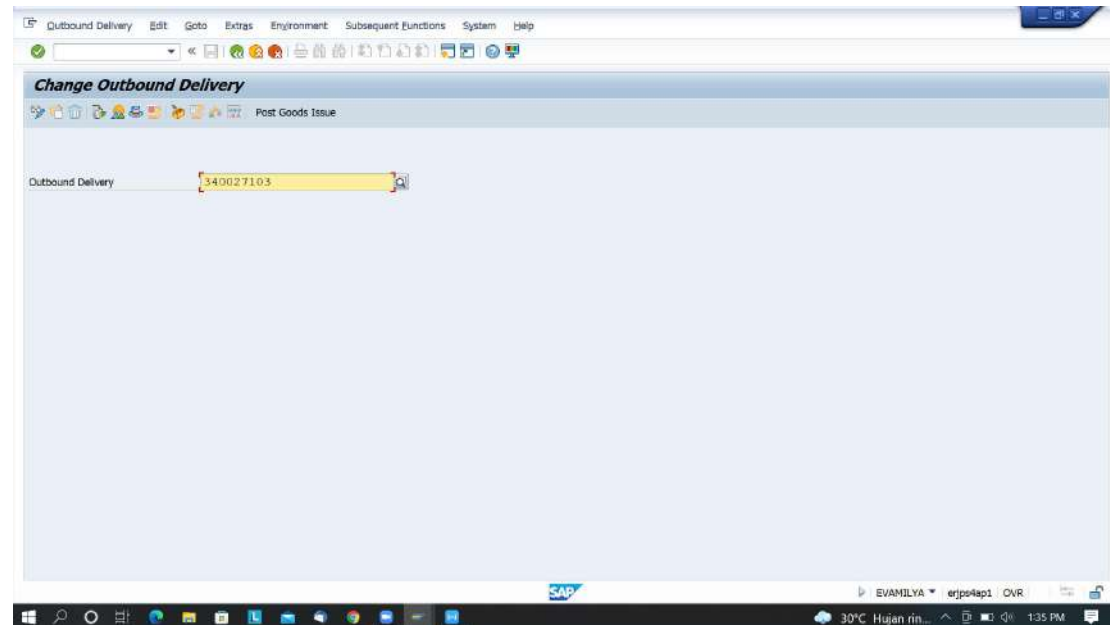 Outbound Delivery Edit Goto Extras Environment Subsequent Functions System Help
Change Outbound Delivery
Post Goods Issue
Outbound Delivery 340027103
SAP
EVAMILYA erjps4ap1 OVR
30°C Hujan rin... 1:35 PM